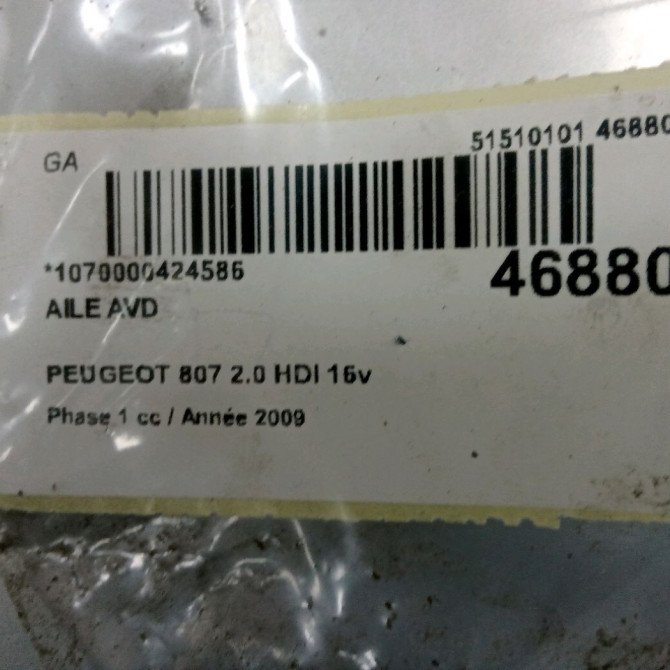 GA
51510101 46880
*1070000424586
46880
AILE AVD
PEUGEOT 807 2.0 HDI 16v
Phase 1 cc / Année 2009